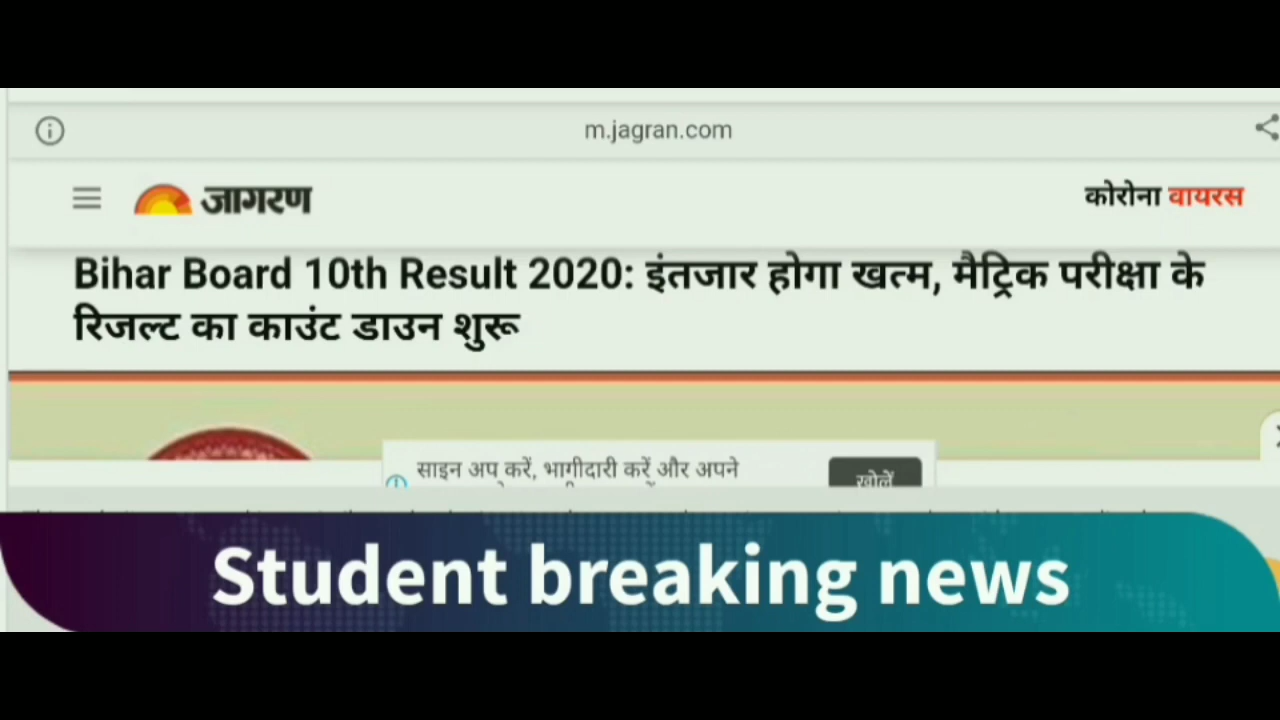 m.jagran.com
जागरण
कोरोना वायरस
Bihar Board 10th Result 2020: इंतजार होगा खत्म, मैट्रिक परीक्षा के
रिजल्ट का काउंट डाउन शुरू
साइन अप करें, भागीदारी करें और अपने
खोलें
Student breaking news